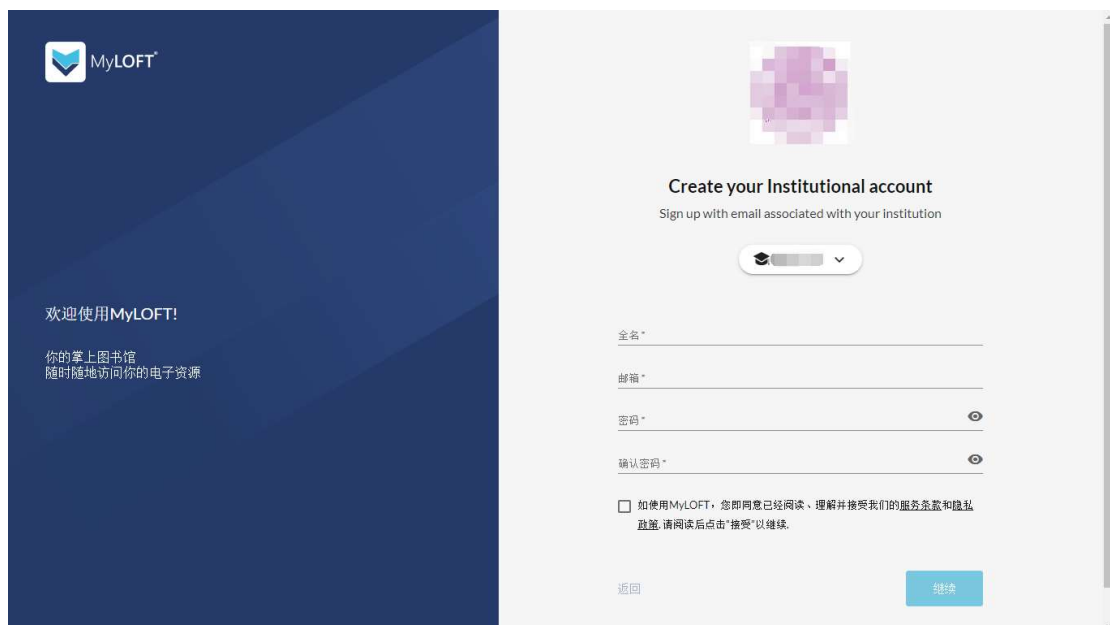 MyLOFT®
欢迎使用MyLOFT!
你的掌上图书馆
随时随地访问你的电子资源
Create your Institutional account
Sign up with email associated with your institution
全名*
邮箱*
密码*
确认密码*
如使用MyLOFT，您即同意已经阅读、理解并接受我们的服务条款和隐私
政策.请阅读后点击"接受"以继续.
返回
继续